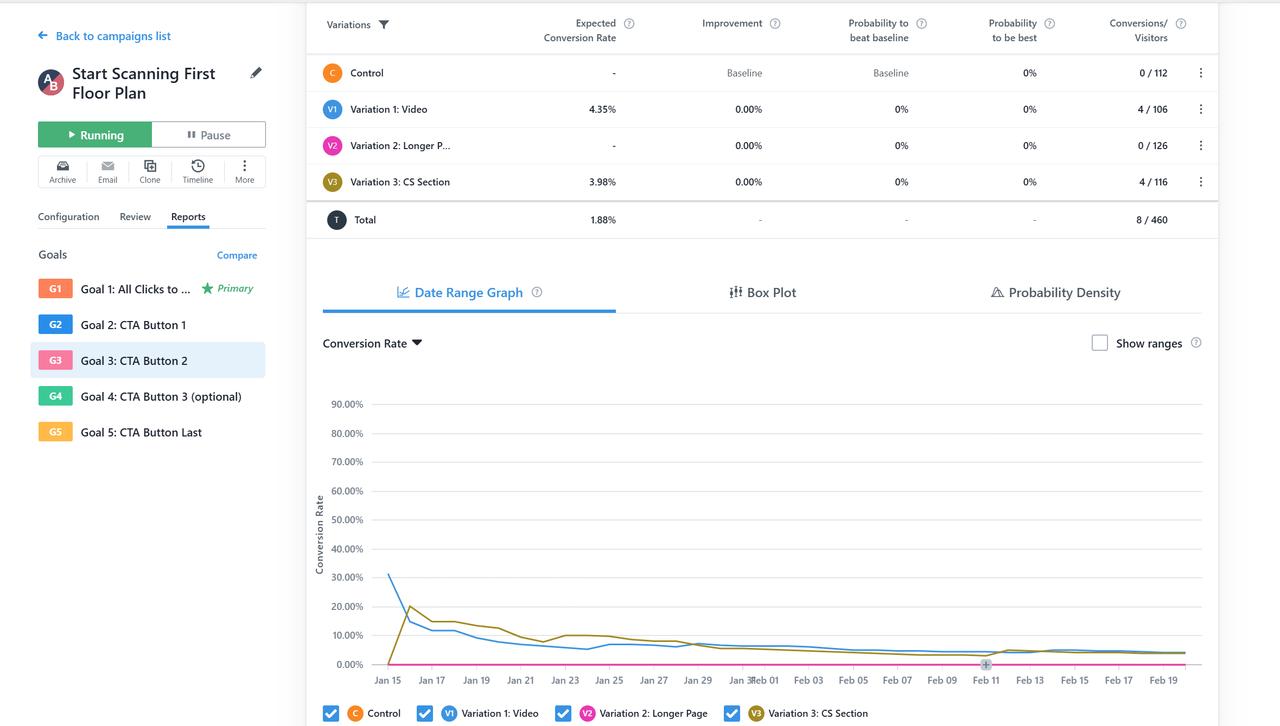 Back to campaigns list
Start Scanning First
Floor Plan
Running
Pause
Archive
Email
Clone
Timeline
More
Configuration
Review
Reports
Goals
Compare
G1 Goal 1: All Clicks to ... Primary
G2 Goal 2: CTA Button 1
G3 Goal 3: CTA Button 2
G4 Goal 4: CTA Button 3 (optional)
G5 Goal 5: CTA Button Last
Variations
Expected
Conversion Rate
Improvement
Probability to
beat baseline
Probability
to be best
Conversions/
Visitors
C Control - Baseline Baseline 0% 0 / 112
V1 Variation 1: Video 4.35% 0.00% 0% 0% 4 / 106
V2 Variation 2: Longer P... - 0.00% 0% 0% 0 / 126
V3 Variation 3: CS Section 3.98% 0.00% 0% 0% 4 / 116
T Total 1.88% - - - 8 / 460
Date Range Graph
Box Plot
Probability Density
Conversion Rate
Show ranges
Conversion Rate
90.00%
80.00%
70.00%
60.00%
50.00%
40.00%
30.00%
20.00%
10.00%
0.00%
Jan 15 Jan 17 Jan 19 Jan 21 Jan 23 Jan 25 Jan 27 Jan 29 Jan 31 Feb 01 Feb 03 Feb 05 Feb 07 Feb 09 Feb 11 Feb 13 Feb 15 Feb 17 Feb 19
C Control V1 Variation 1: Video V2 Variation 2: Longer Page V3 Variation 3: CS Section